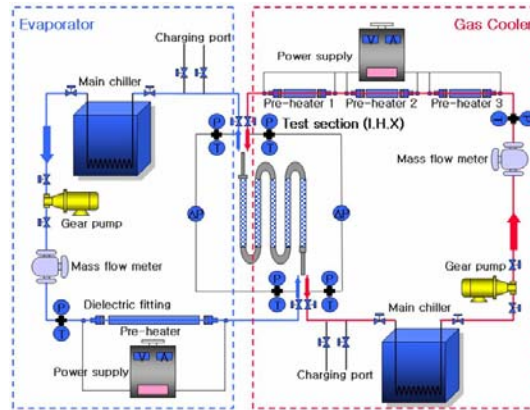 Evaporator
Gas Cooler
Charging port
Power supply
V A
Main chiller
Pre-heater 1
Pre-heater 2
Pre-heater 3
P
P
Test section (I.H.X)
T
T
Mass flow meter
ΔP
ΔP
Gear pump
Mass flow meter
Gear pump
P
P
Dielectric fitting
Main chiller
P
T
T
T
Pre-heater
V A
Power supply
Charging port